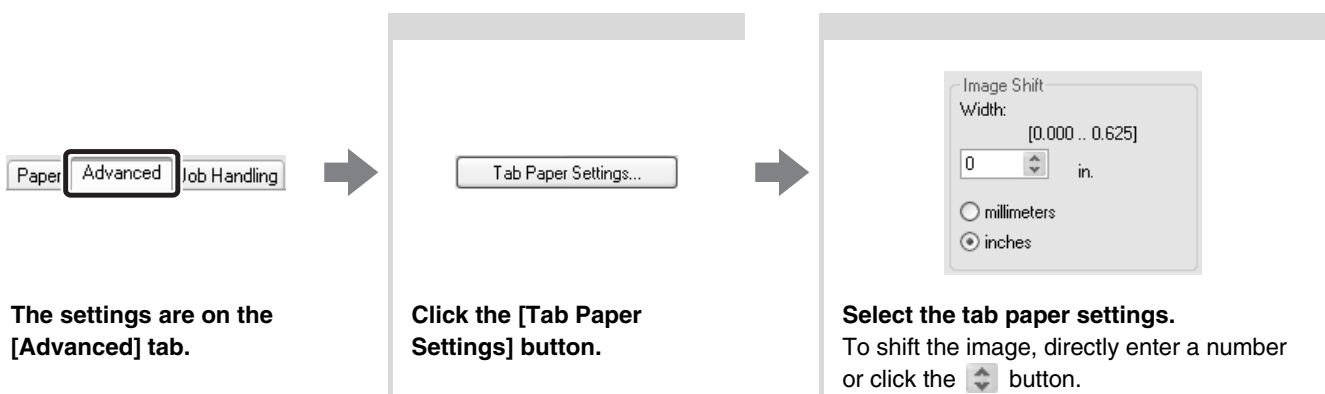 Paper
Advanced
Job Handling
The settings are on the
[Advanced] tab.
Tab Paper Settings...
Click the [Tab Paper
Settings] button.
Image Shift
Width:
[0.000 .. 0.625]
0
in.
millimeters
inches
Select the tab paper settings.
To shift the image, directly enter a number
or click the button.